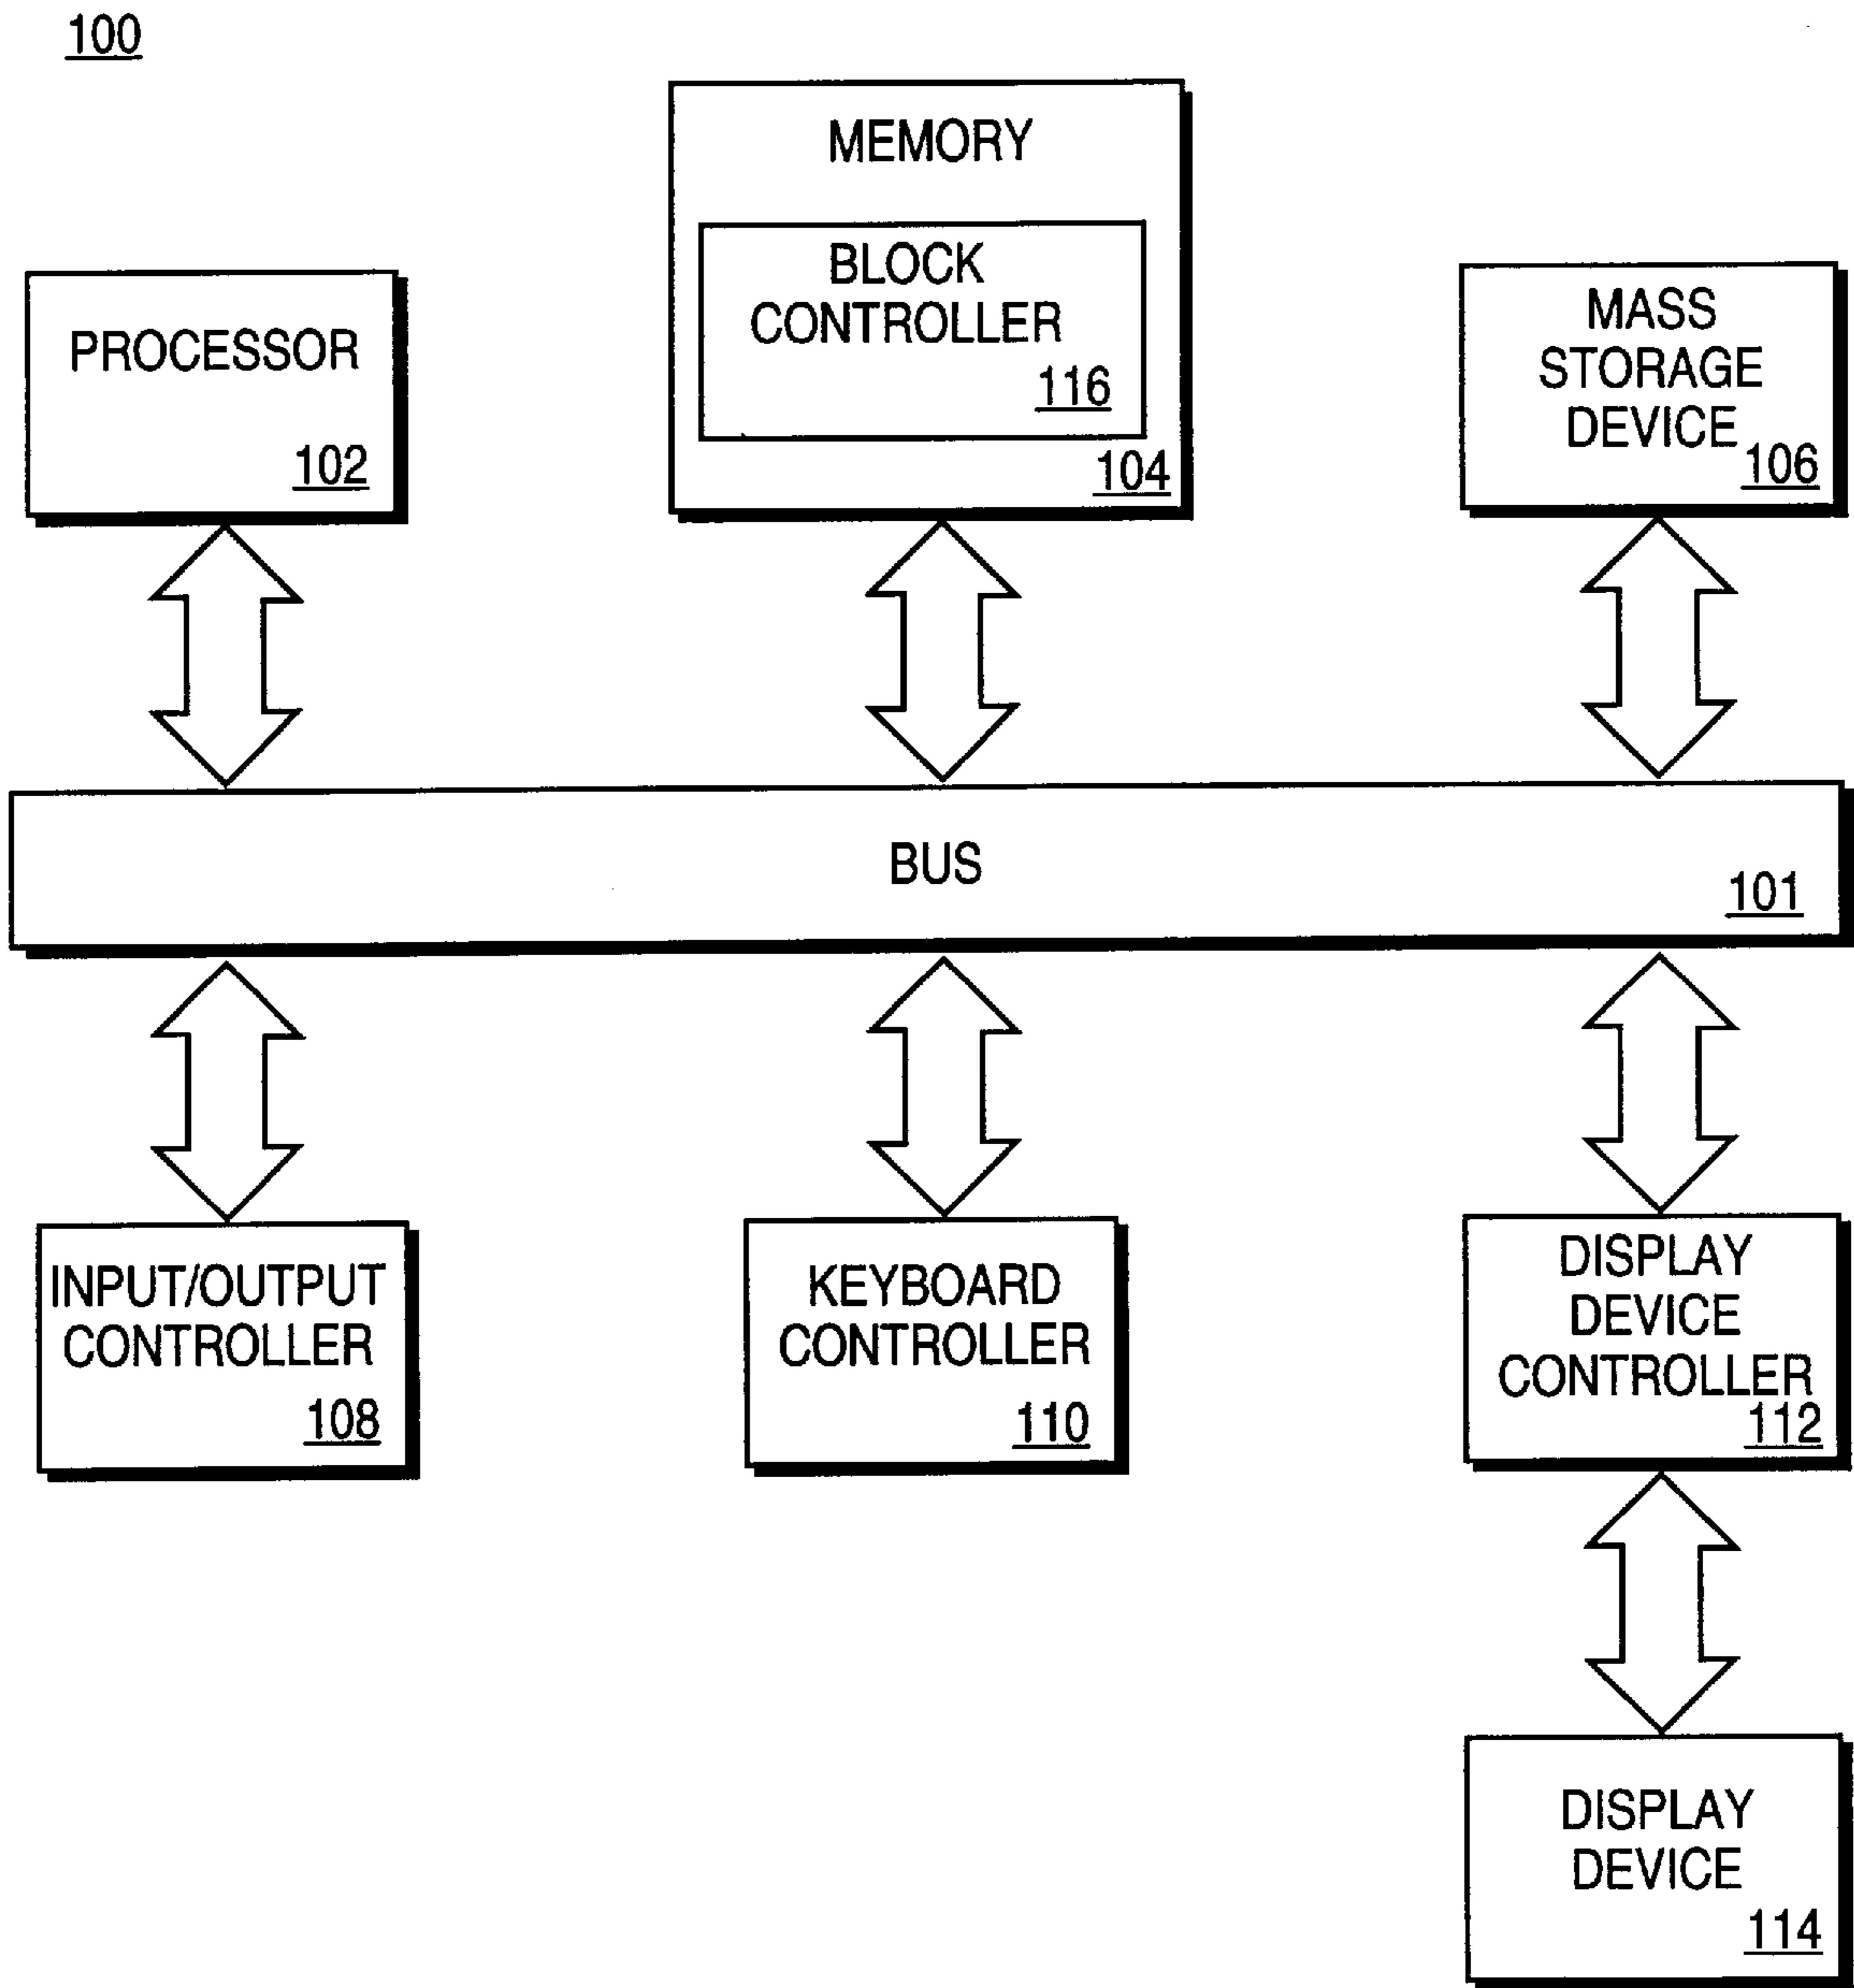 100
MEMORY
BLOCK
CONTROLLER
116
104
PROCESSOR
102
MASS
STORAGE
DEVICE
106
BUS
101
INPUT/OUTPUT
CONTROLLER
108
KEYBOARD
CONTROLLER
110
DISPLAY
DEVICE
CONTROLLER
112
DISPLAY
DEVICE
114